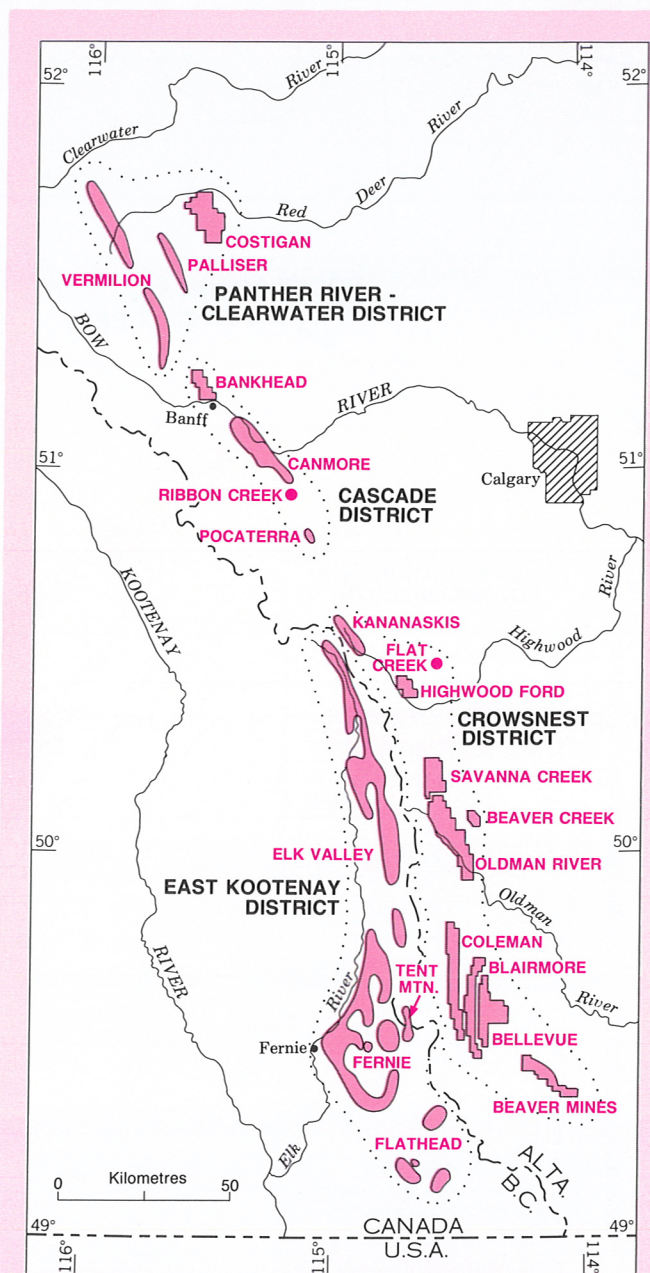 116°
115°
114°
52°
52°
River
Clearwater
River
Deer
Red
COSTIGAN
PALLISER
VERMILION
PANTHER RIVER -
CLEARWATER DISTRICT
BOW
BANKHEAD
RIVER
Banff
51°
51°
CANMORE
Calgary
RIBBON CREEK
CASCADE
DISTRICT
POCATERRA
KOOTENAY
River
KANANASKIS
Highwood
FLAT
CREEK
HIGHWOOD FORD
CROWSNEST
DISTRICT
SAVANNA CREEK
BEAVER CREEK
50°
50°
ELK VALLEY
OLDMAN RIVER
EAST KOOTENAY
DISTRICT
Oldman
COLEMAN
RIVER
TENT
MTN.
BLAIRMORE
River
River
BELLEVUE
Fernie
FERNIE
BEAVER MINES
FLATHEAD
Elk
ALTA.
B.C.
0 Kilometres 50
49°
49°
CANADA
U.S.A.
116°
115°
114°